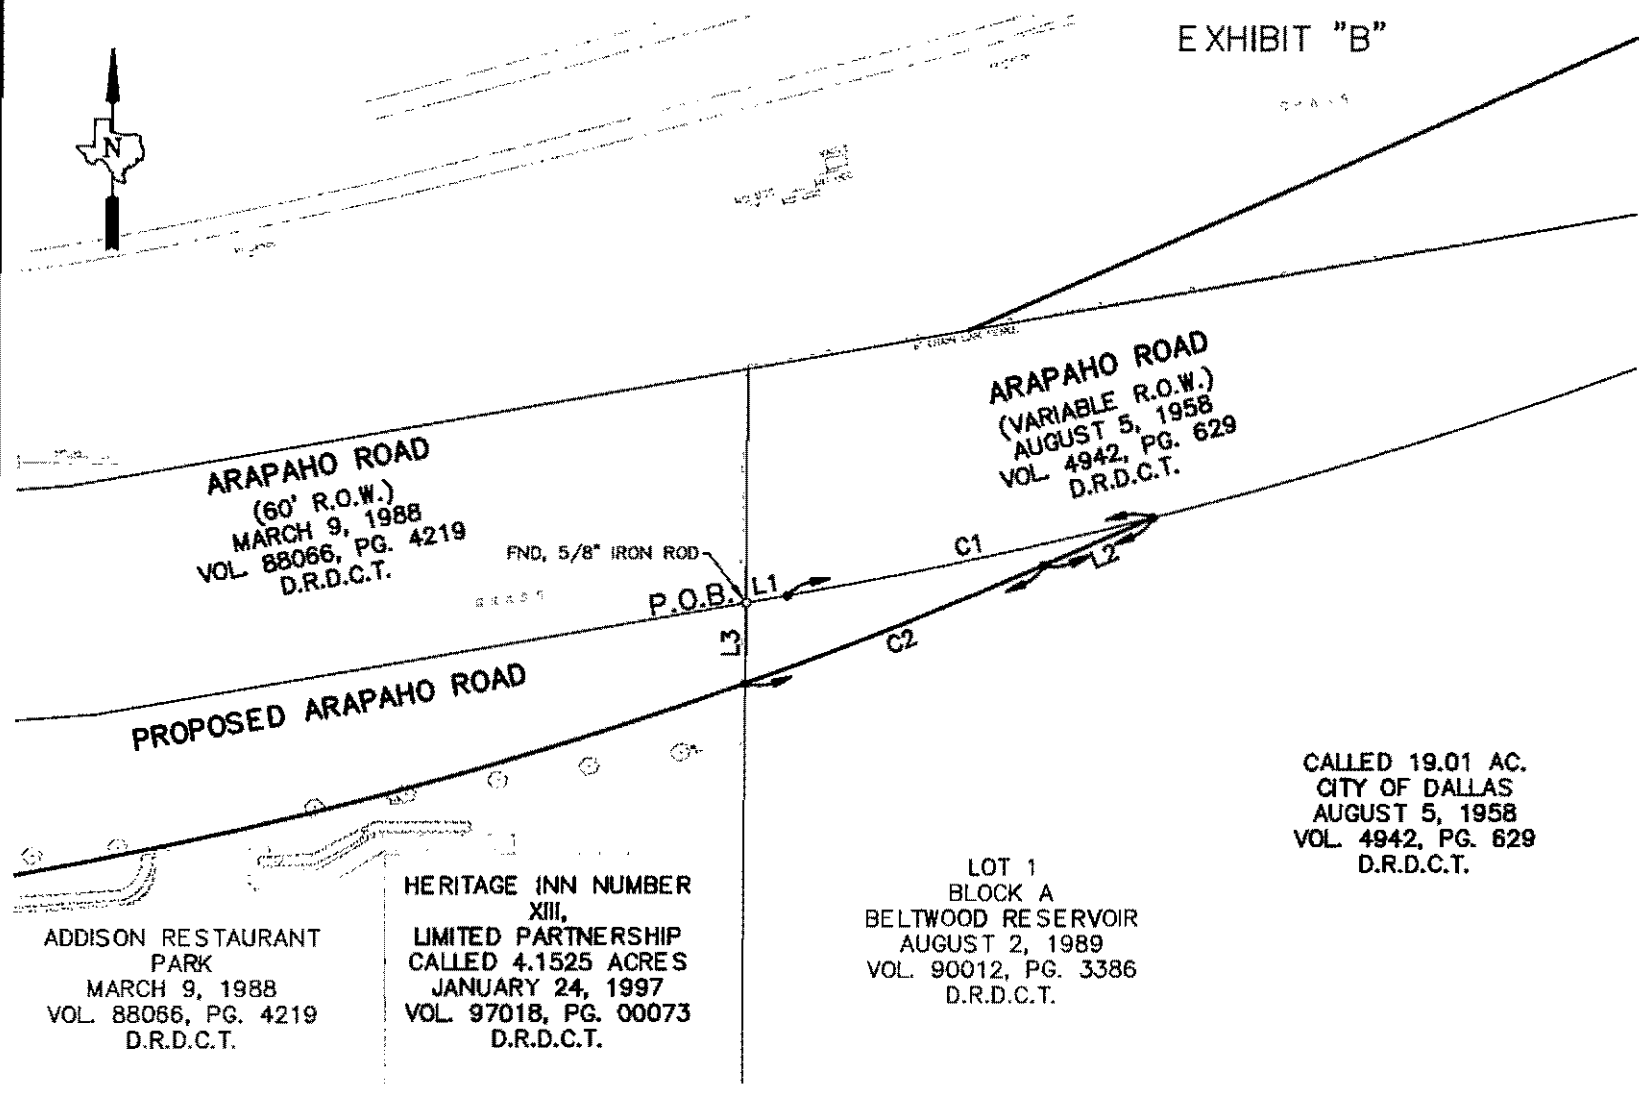 EXHIBIT "B"
N
ARAPAHO ROAD
(VARIABLE R.O.W.)
AUGUST 5, 1958
VOL. 4942, PG. 629
D.R.D.C.T.
ARAPAHO ROAD
(60' R.O.W.)
MARCH 9, 1988
VOL. 88066, PG. 4219
D.R.D.C.T.
FND, 5/8" IRON ROD
GRASS
P.O.B.
L1
C1
L2
L3
C2
PROPOSED ARAPAHO ROAD
CALLED 19.01 AC.
CITY OF DALLAS
AUGUST 5, 1958
VOL. 4942, PG. 629
D.R.D.C.T.
LOT 1
BLOCK A
BELTWOOD RESERVOIR
AUGUST 2, 1989
VOL. 90012, PG. 3386
D.R.D.C.T.
HERITAGE INN NUMBER
XIII,
LIMITED PARTNERSHIP
CALLED 4.1525 ACRES
JANUARY 24, 1997
VOL. 97018, PG. 00073
D.R.D.C.T.
ADDISON RESTAURANT
PARK
MARCH 9, 1988
VOL. 88066, PG. 4219
D.R.D.C.T.